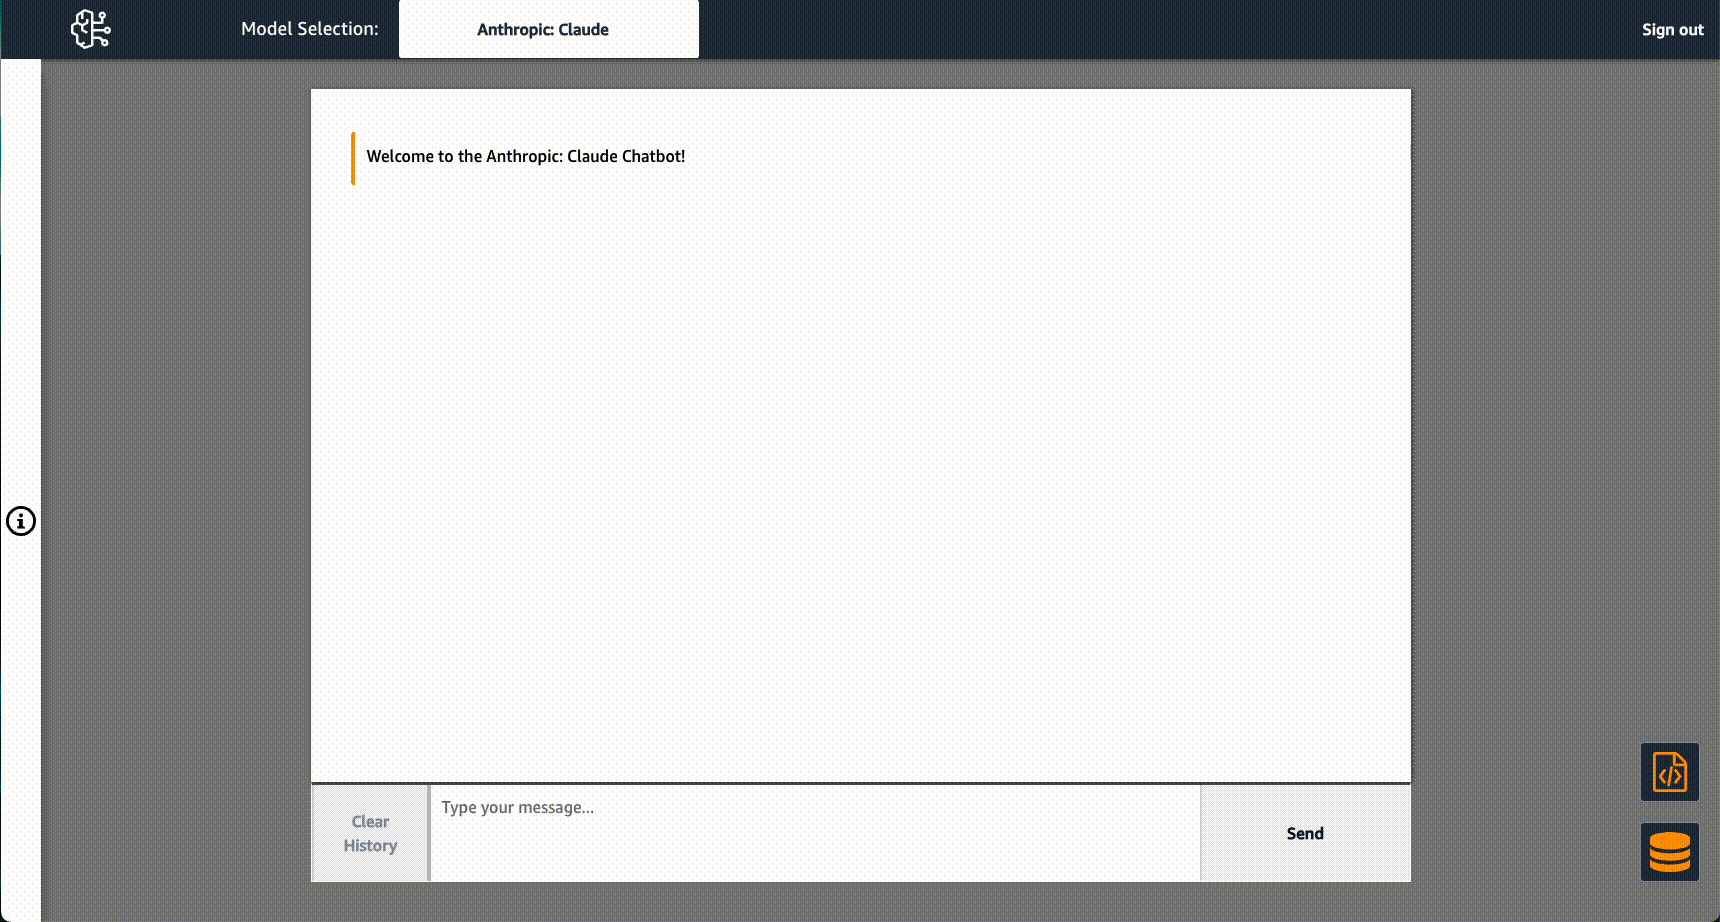 Model Selection:
Anthropic: Claude
Sign out
Welcome to the Anthropic: Claude Chatbot!
Clear
History
Type your message...
Send